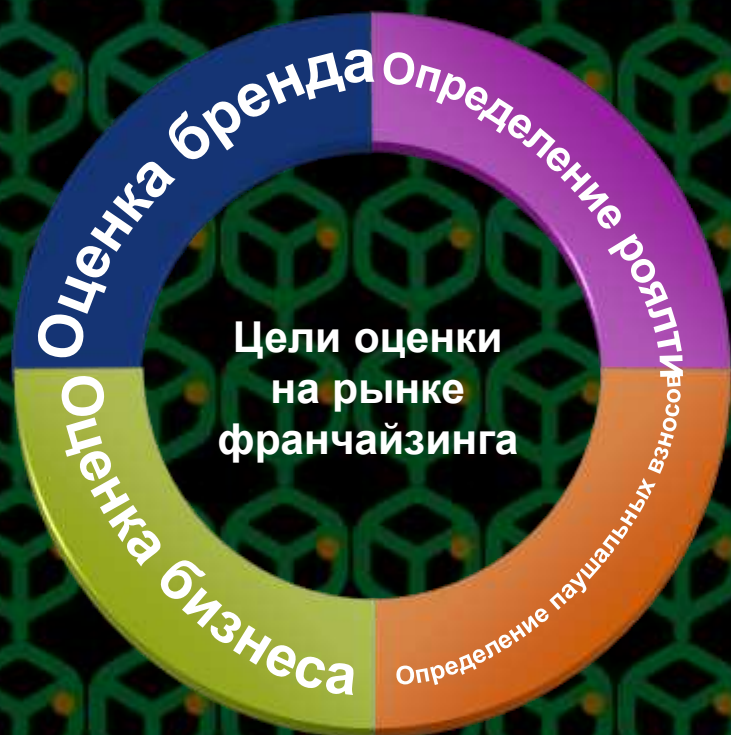 Оценка бренда
Определение роялти
Цели оценки
на рынке
франчайзинга
Оценка бизнеса
Определение паушальных взносов